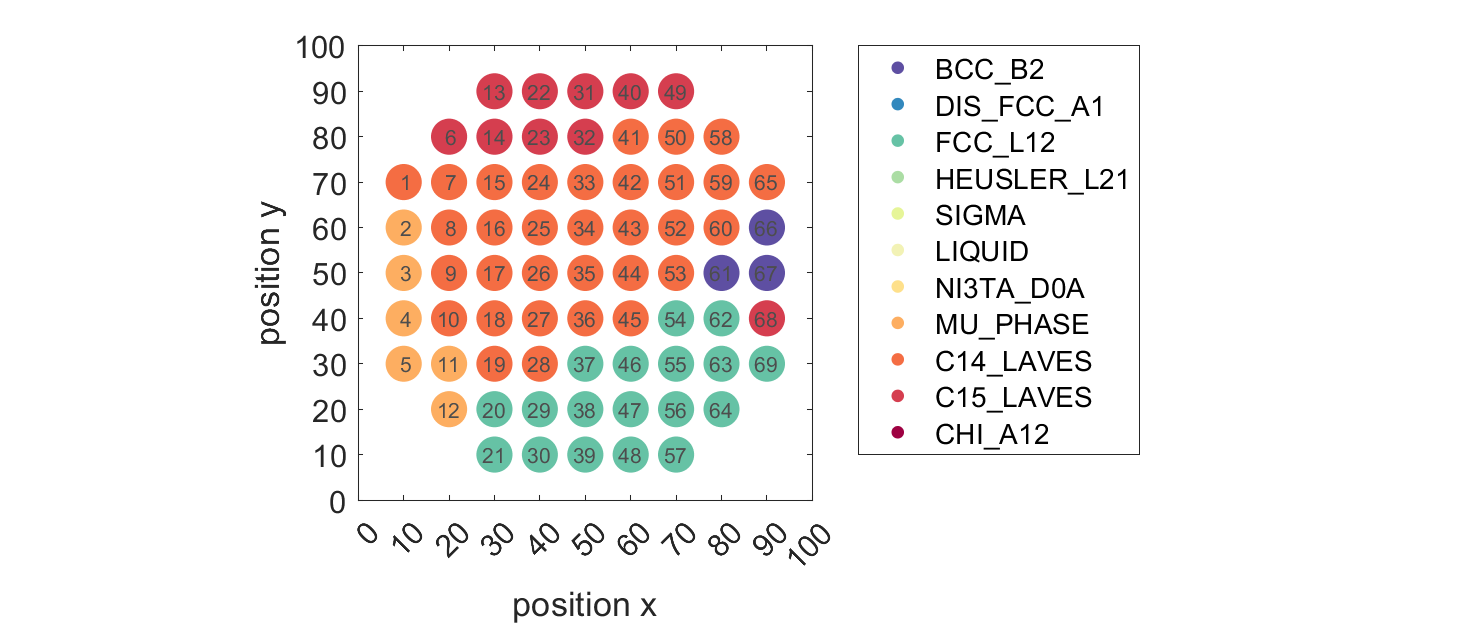 100
90 13 22 31 40 49
80 6 14 23 32 41 50 58
70 1 7 15 24 33 42 51 59 65
60 2 8 16 25 34 43 52 60 66
50 3 9 17 26 35 44 53 61 67
40 4 10 18 27 36 45 54 62 68
30 5 11 19 28 37 46 55 63 69
20 12 20 29 38 47 56 64
10 21 30 39 48 57
0
position y
0 10 20 30 40 50 60 70 80 90 100
position x
BCC_B2
DIS_FCC_A1
FCC_L12
HEUSLER_L21
SIGMA
LIQUID
NI3TA_D0A
MU_PHASE
C14_LAVES
C15_LAVES
CHI_A12